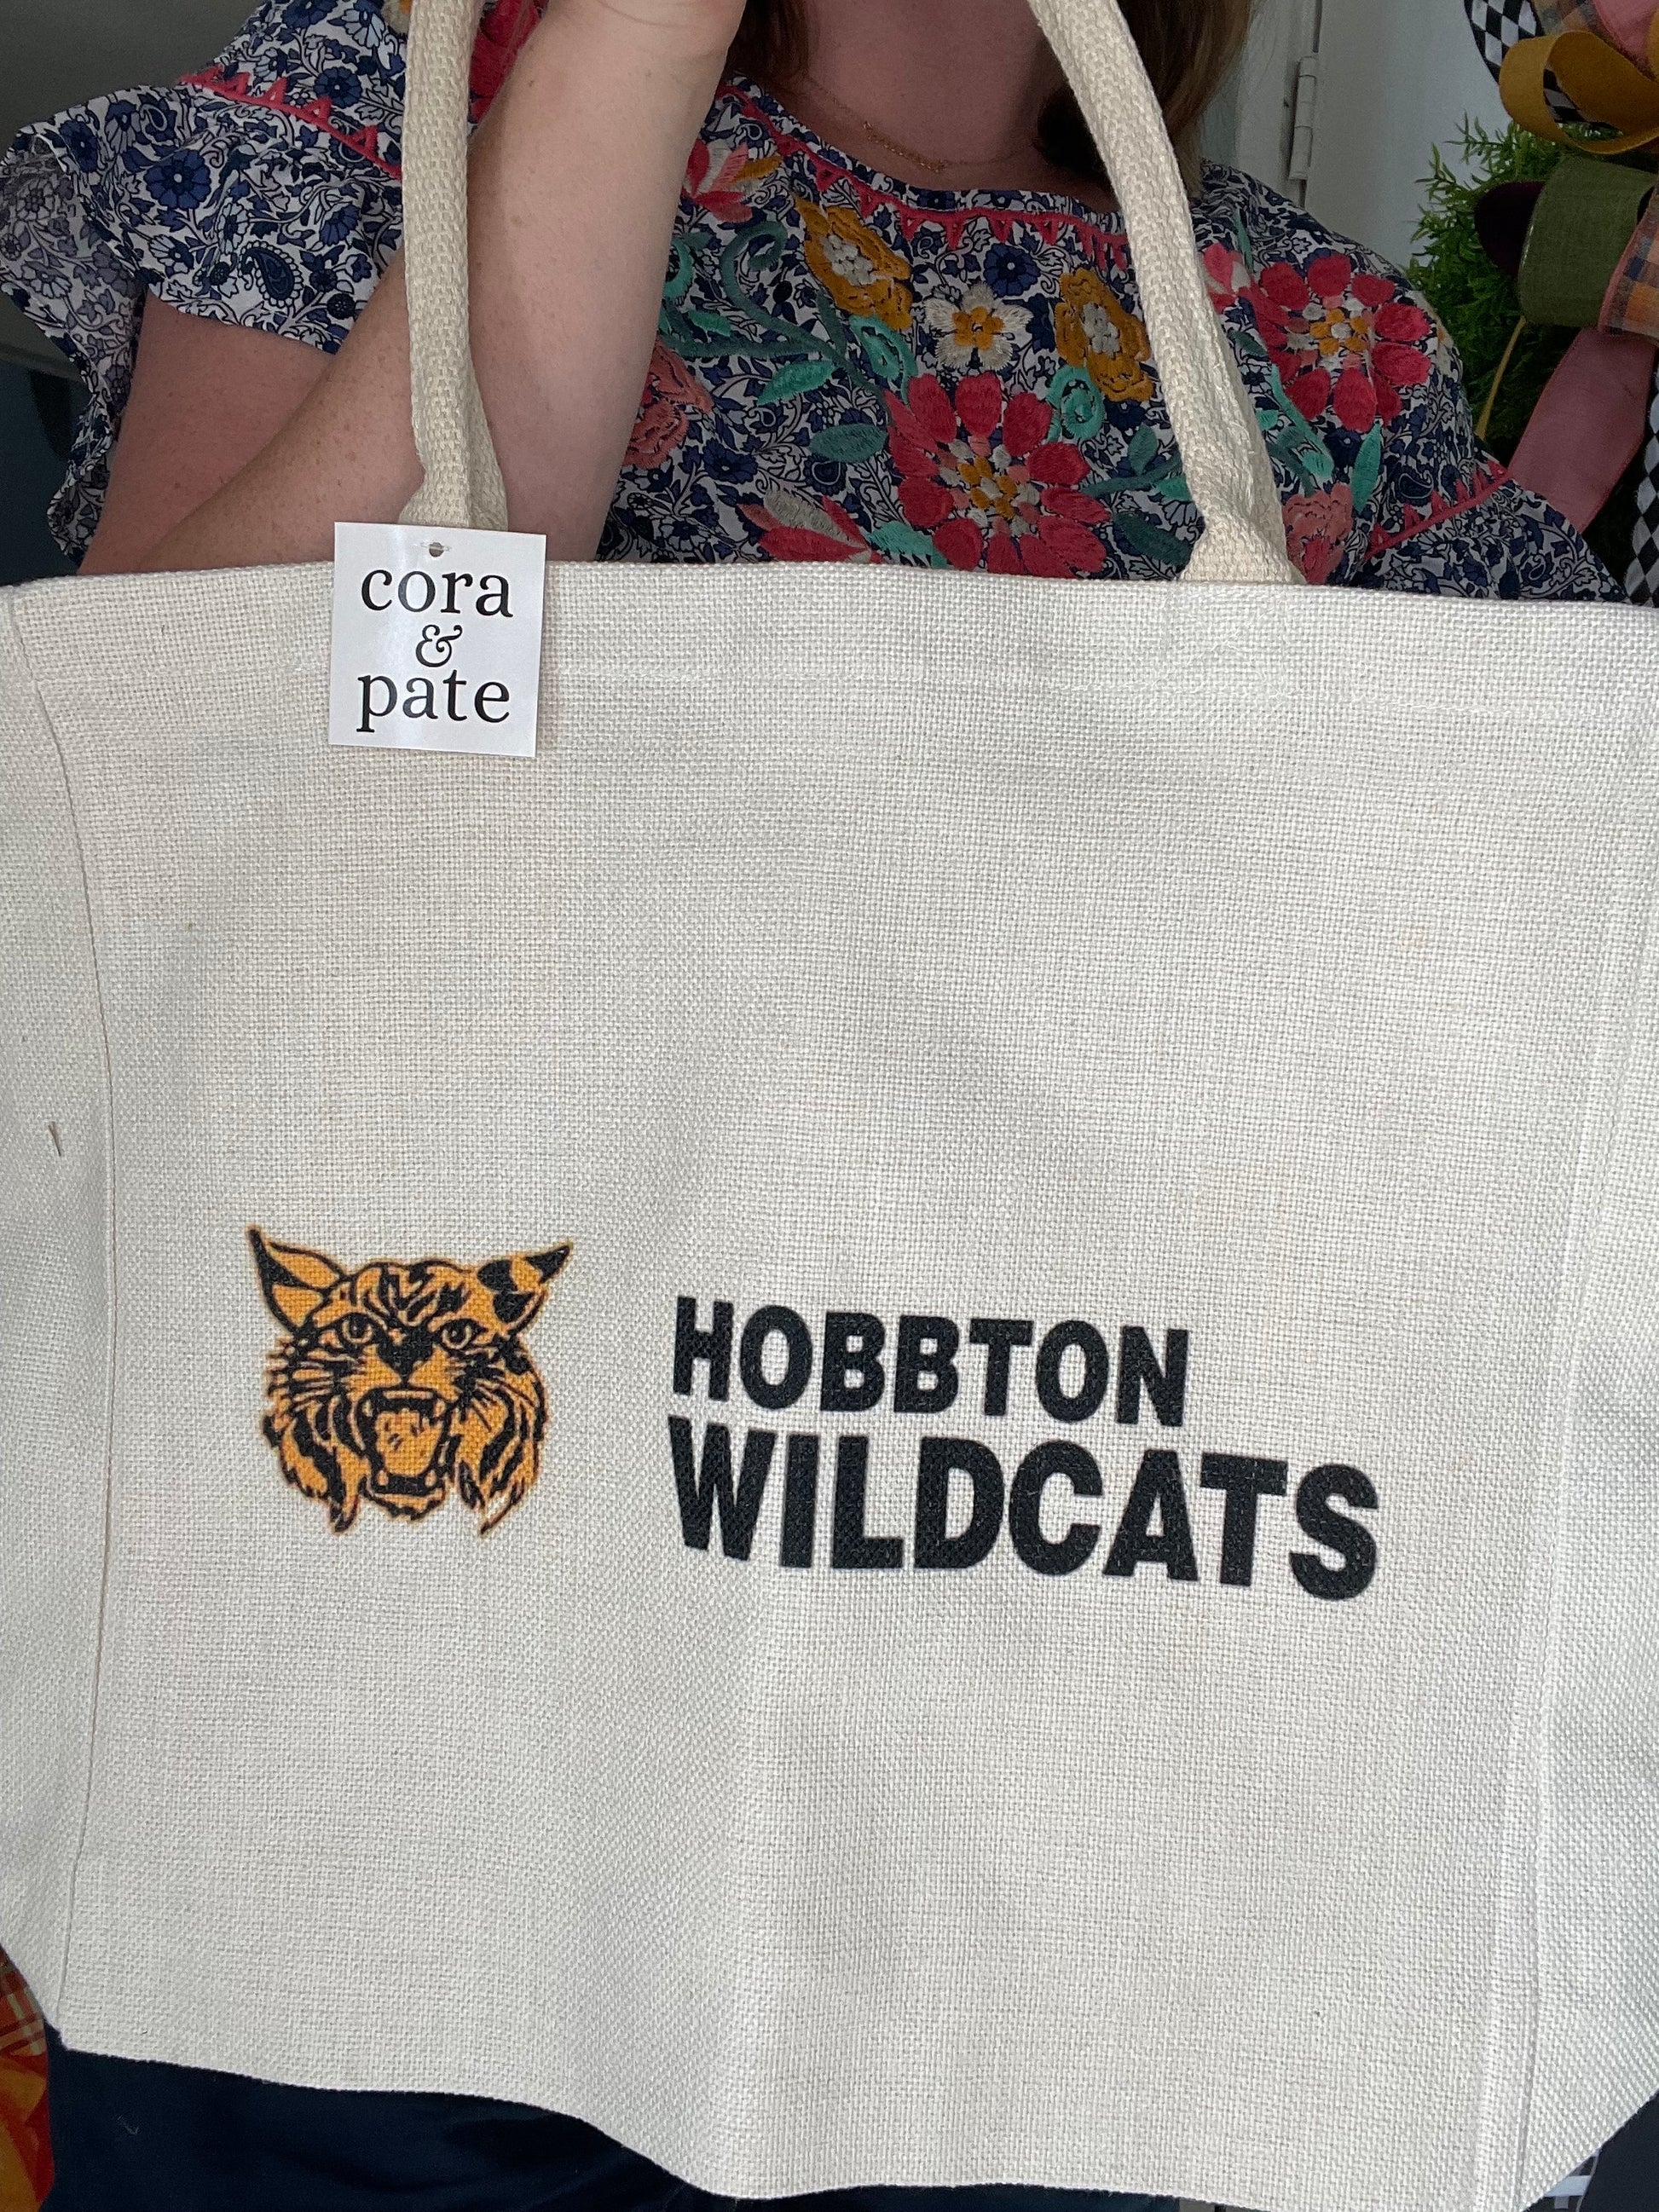 cora
&
pate
HOBBTON
WILDCATS